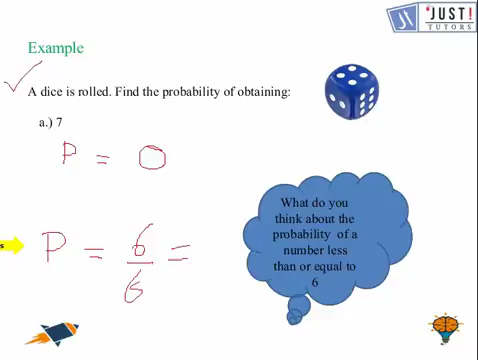 JUST!
TUTORS
Example
A dice is rolled. Find the probability of obtaining:
a.) 7
P = 0
What do you
think about the
probability of a
number less
than or equal to
6
s
P = 6/6 =